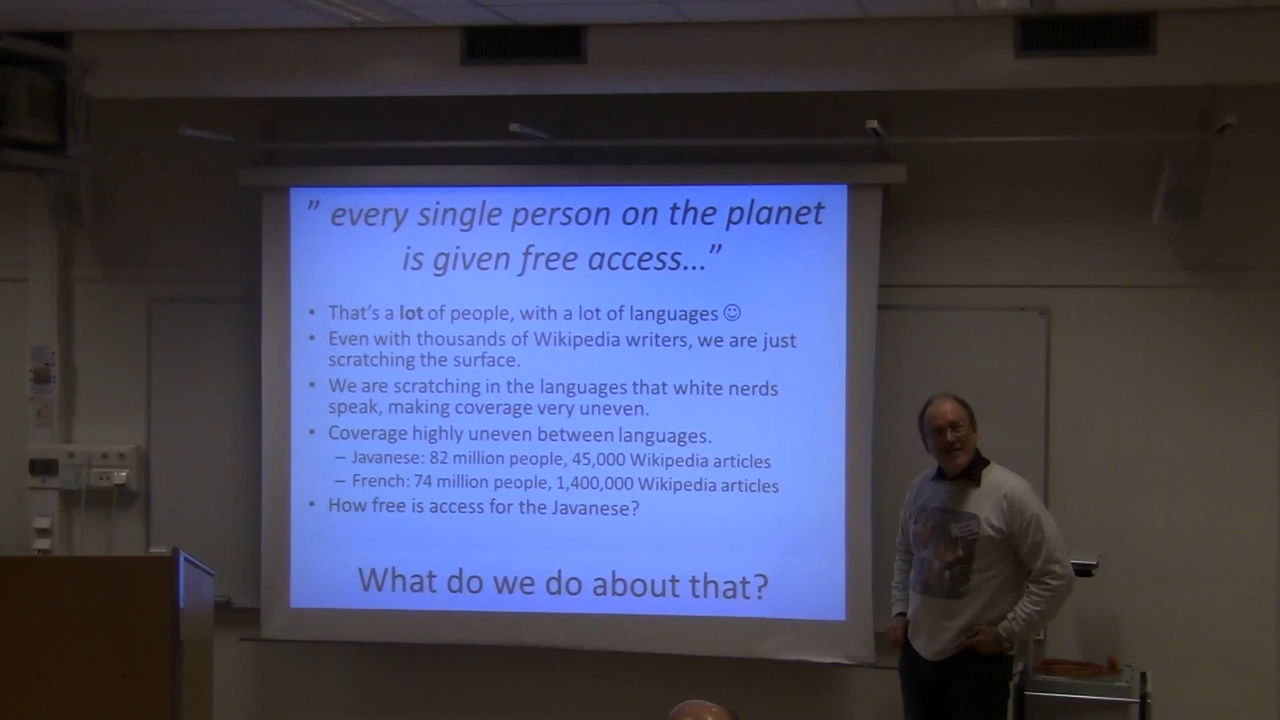 ” every single person on the planet
is given free access...”
• That’s a lot of people, with a lot of languages ☺
• Even with thousands of Wikipedia writers, we are just
scratching the surface.
• We are scratching in the languages that white nerds
speak, making coverage very uneven.
• Coverage highly uneven between languages.
– Javanese: 82 million people, 45,000 Wikipedia articles
– French: 74 million people, 1,400,000 Wikipedia articles
• How free is access for the Javanese?
What do we do about that?